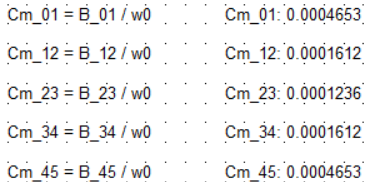 Cm_01 = B_01 / w0 Cm_01: 0.0004653
Cm_12 = B_12 / w0 Cm_12: 0.0001612
Cm_23 = B_23 / w0 Cm_23: 0.0001236
Cm_34 = B_34 / w0 Cm_34: 0.0001612
Cm_45 = B_45 / w0 Cm_45: 0.0004653